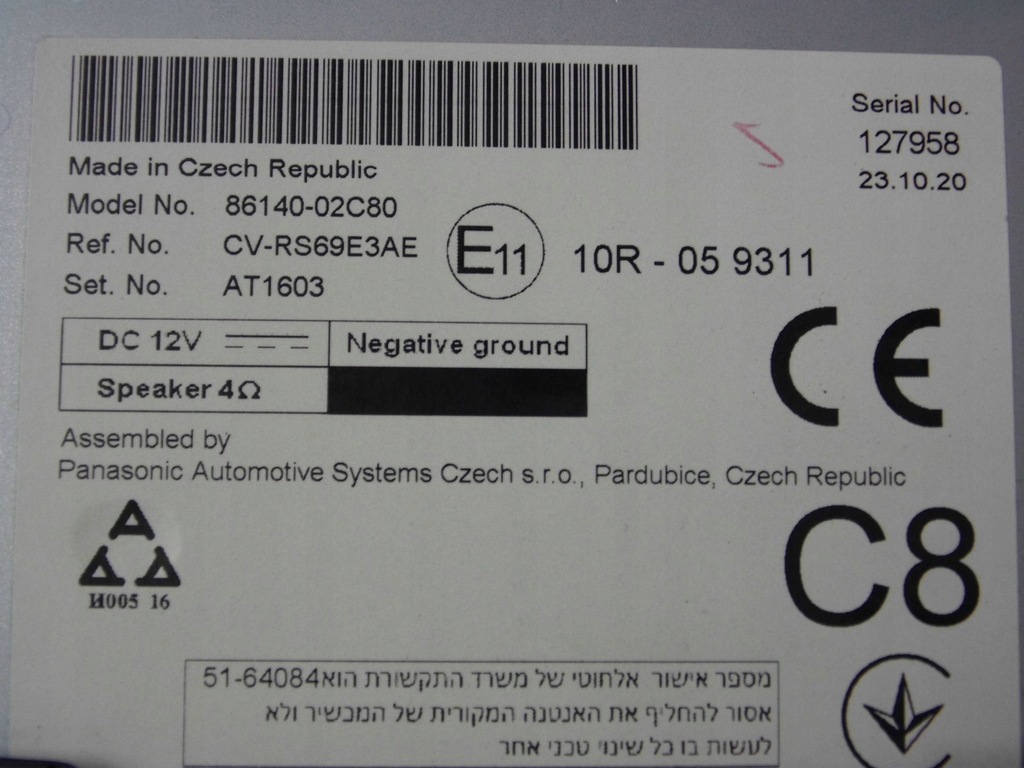 Serial No.
127958
23.10.20
Made in Czech Republic
Model No. 86140-02C80
Ref. No. CV-RS69E3AE
Set. No. AT1603
E11 10R - 05 9311
DC 12V Negative ground
Speaker 4Ω
CE
Assembled by
Panasonic Automotive Systems Czech s.r.o., Pardubice, Czech Republic
И005 16
C8
מספר אישור אלחוטי של משרד התקשורת הוא51-64084
אסור להחליף את האנטנה המקורית של המכשיר ולא
לעשות בו כל שינוי טכני אחר